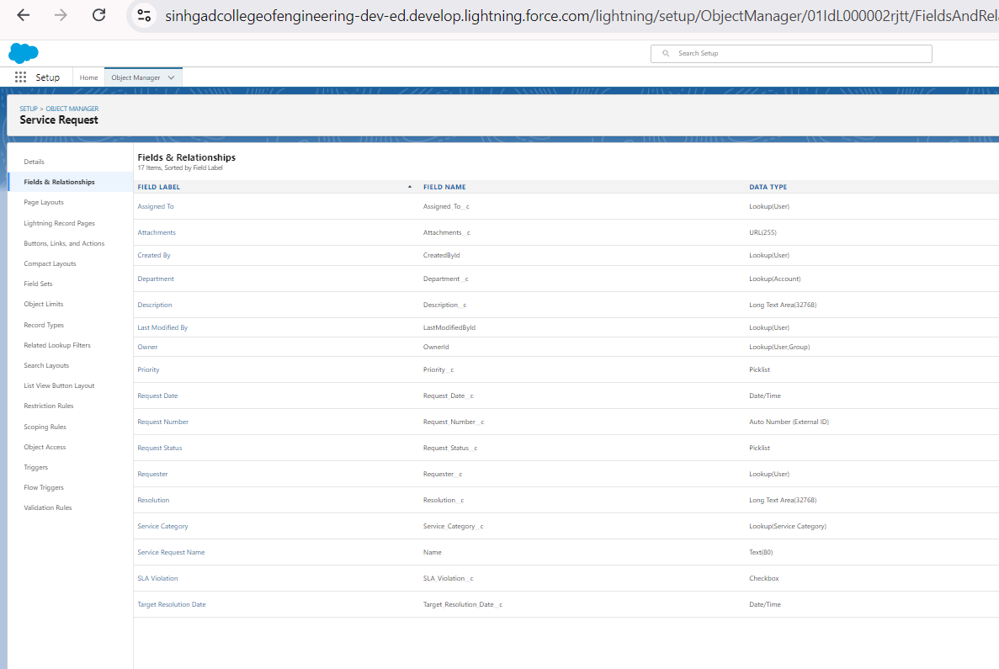 sinhgadcollegeofengineering-dev-ed.develop.lightning.force.com/lightning/setup/ObjectManager/01IdL000002rjtt/FieldsAndRel
Search Setup
Setup Home Object Manager
SETUP > OBJECT MANAGER
Service Request
Details
Fields & Relationships
Page Layouts
Lightning Record Pages
Buttons, Links, and Actions
Compact Layouts
Field Sets
Object Limits
Record Types
Related Lookup Filters
Search Layouts
List View Button Layout
Restriction Rules
Scoping Rules
Object Access
Triggers
Flow Triggers
Validation Rules
Fields & Relationships
17 Items, Sorted by Field Label
FIELD LABEL FIELD NAME DATA TYPE
Assigned To Assigned_To__c Lookup(User)
Attachments Attachments__c URL(255)
Created By CreatedById Lookup(User)
Department Department__c Lookup(Account)
Description Description__c Long Text Area(32768)
Last Modified By LastModifiedById Lookup(User)
Owner OwnerId Lookup(User,Group)
Priority Priority__c Picklist
Request Date Request_Date__c Date/Time
Request Number Request_Number__c Auto Number (External ID)
Request Status Request_Status__c Picklist
Requester Requester__c Lookup(User)
Resolution Resolution__c Long Text Area(32768)
Service Category Service_Category__c Lookup(Service Category)
Service Request Name Name Text(80)
SLA Violation SLA_Violation__c Checkbox
Target Resolution Date Target_Resolution_Date__c Date/Time